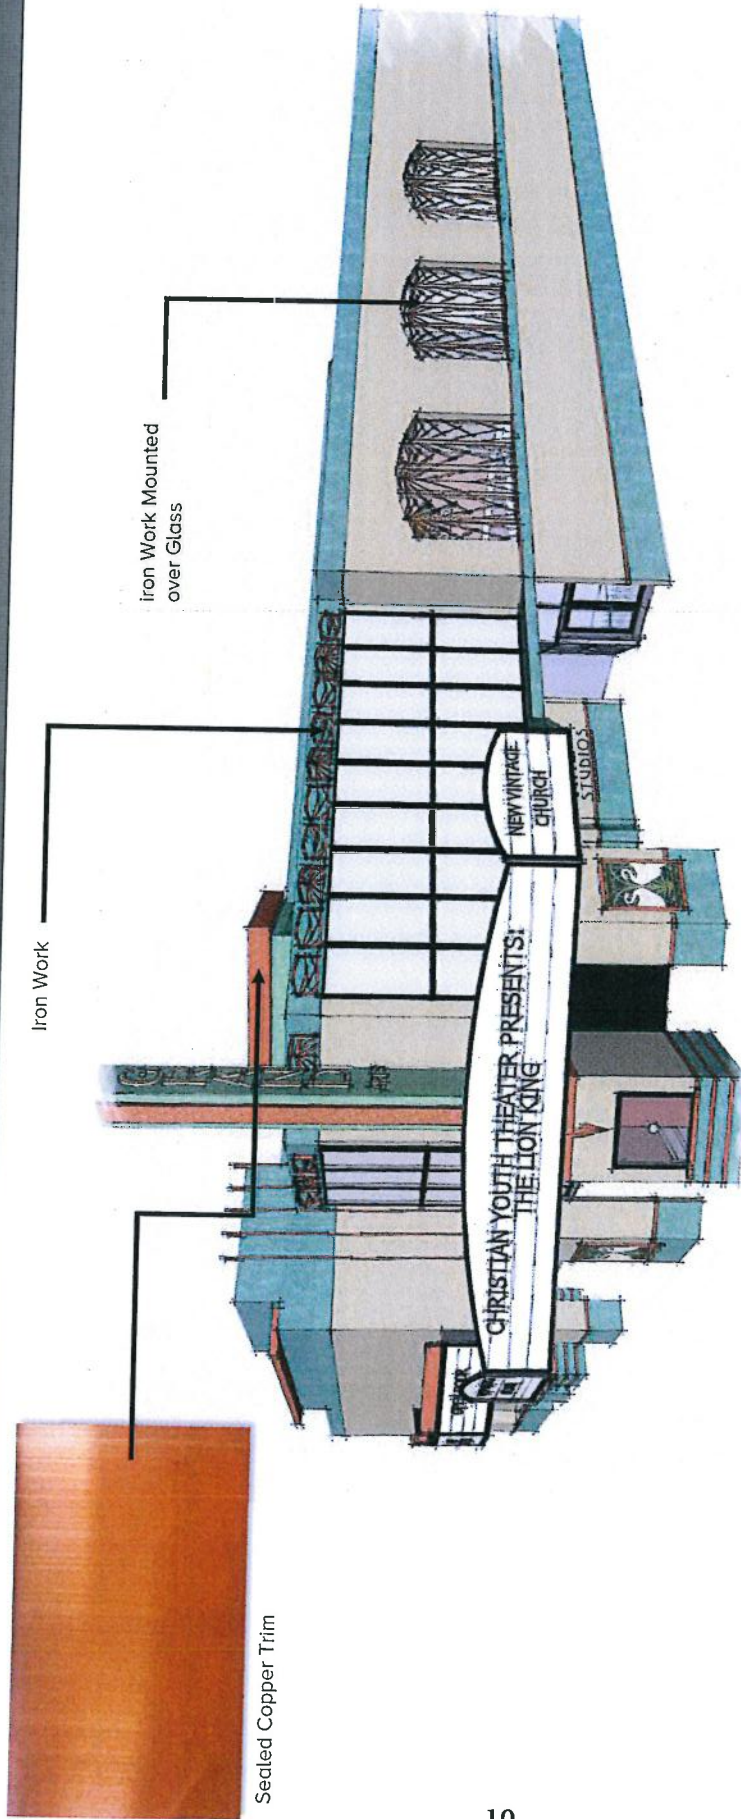 Sealed Copper Trim
Iron Work
Iron Work Mounted
over Glass
CHRISTIAN YOUTH THEATER PRESENTS:
THE LION KING
NEW VINTAGE
CHURCH
STUDIOS
10